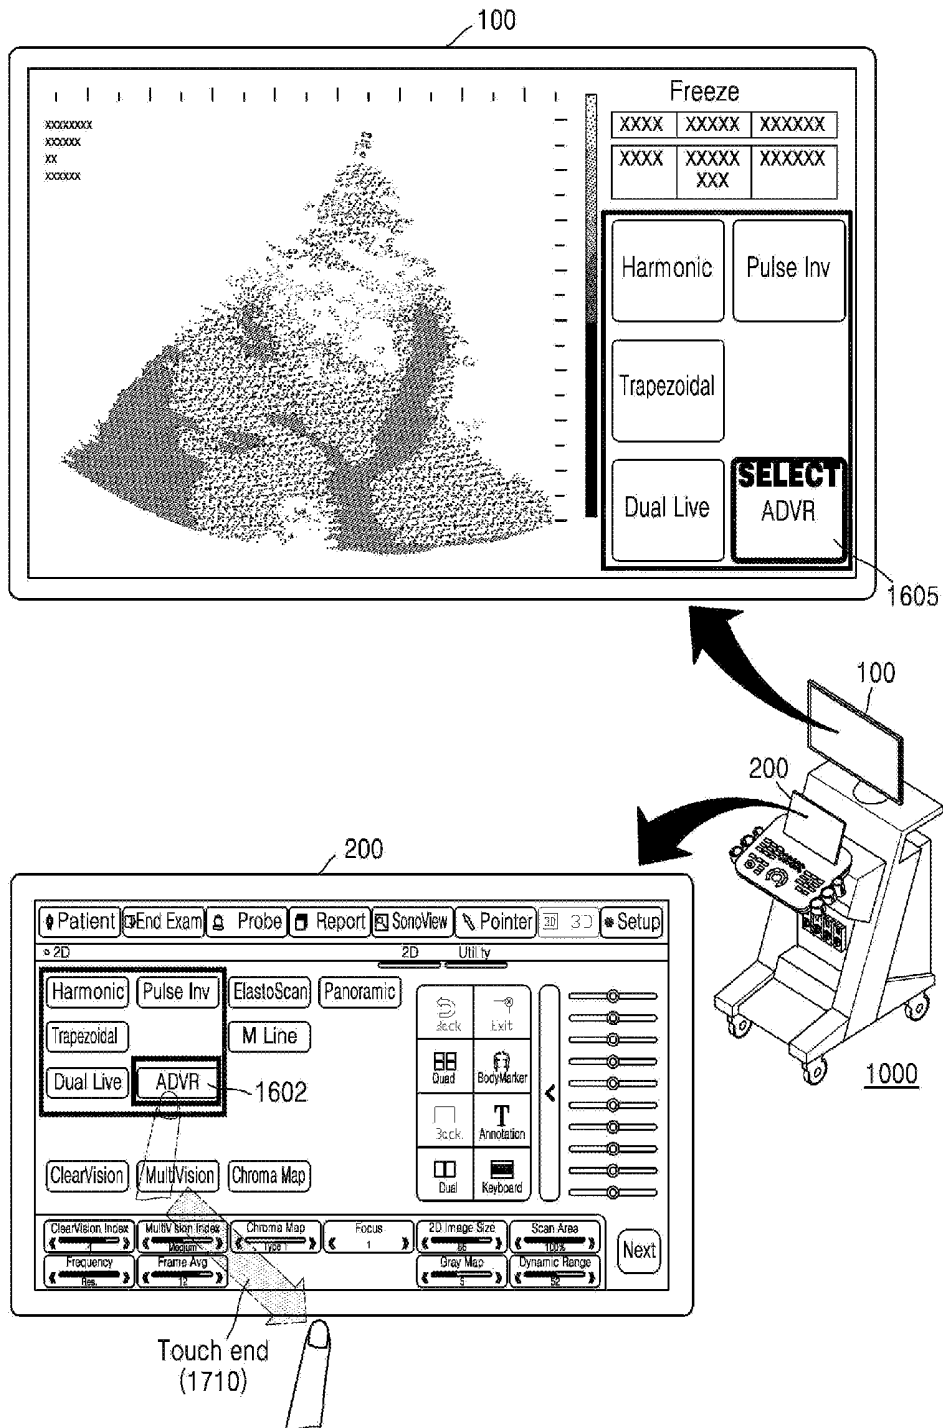 100
Freeze
XXXX XXXXX XXXXXX
XXXX XXXXX XXXXXX
XXX
XXXXXXXX
XXXXXX
XX
XXXXXX
Harmonic Pulse Inv
Trapezoidal
SELECT
Dual Live ADVR
1605
100
200
1000
200
Patient End Exam Probe Report SonoView Pointer 3D 3D Setup
2D 2D Utility
Harmonic Pulse Inv ElastoScan Panoramic
Trapezoidal M Line
Dual Live ADVR 1602
Back Exit
Quad BodyMarker
Back Annotation
Dual Keyboard
<
ClearVision MultiVision Chroma Map
ClearVision Index MultiVision Index Chroma Map Focus 2D Image Size Scan Area
Medium Type 1 1 100%
Frequency Frame Avg Gray Map Dynamic Range
Res. 12 5 52
Next
Touch end
(1710)